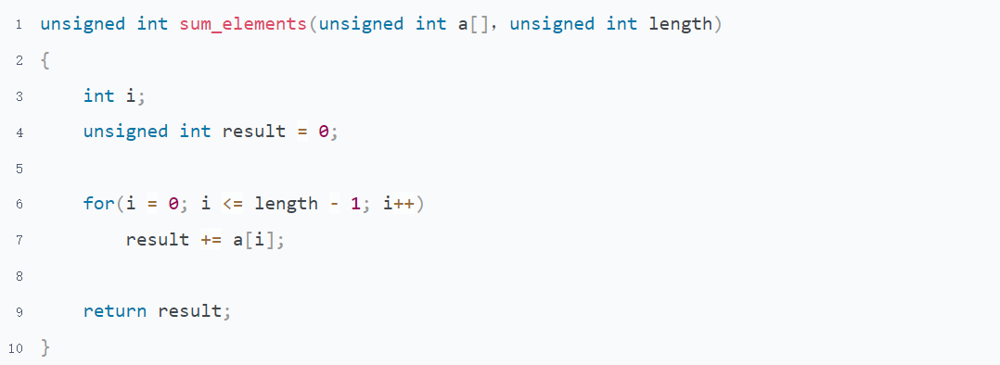 1 unsigned int sum_elements(unsigned int a[], unsigned int length)
2 {
3     int i;
4     unsigned int result = 0;
5
6     for(i = 0; i <= length - 1; i++)
7         result += a[i];
8
9     return result;
10 }